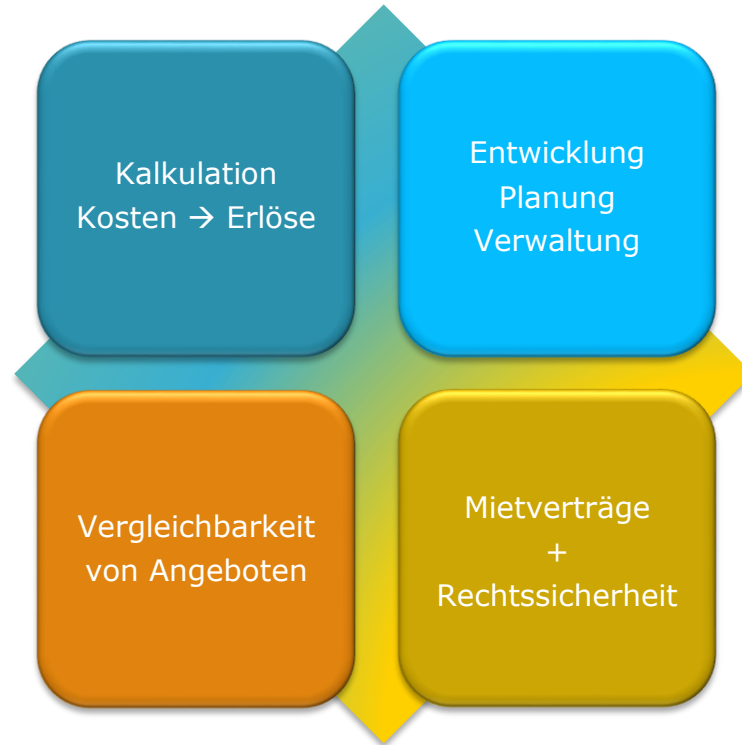 Kalkulation
Kosten → Erlöse
Entwicklung
Planung
Verwaltung
Vergleichbarkeit
von Angeboten
Mietverträge
+
Rechtssicherheit